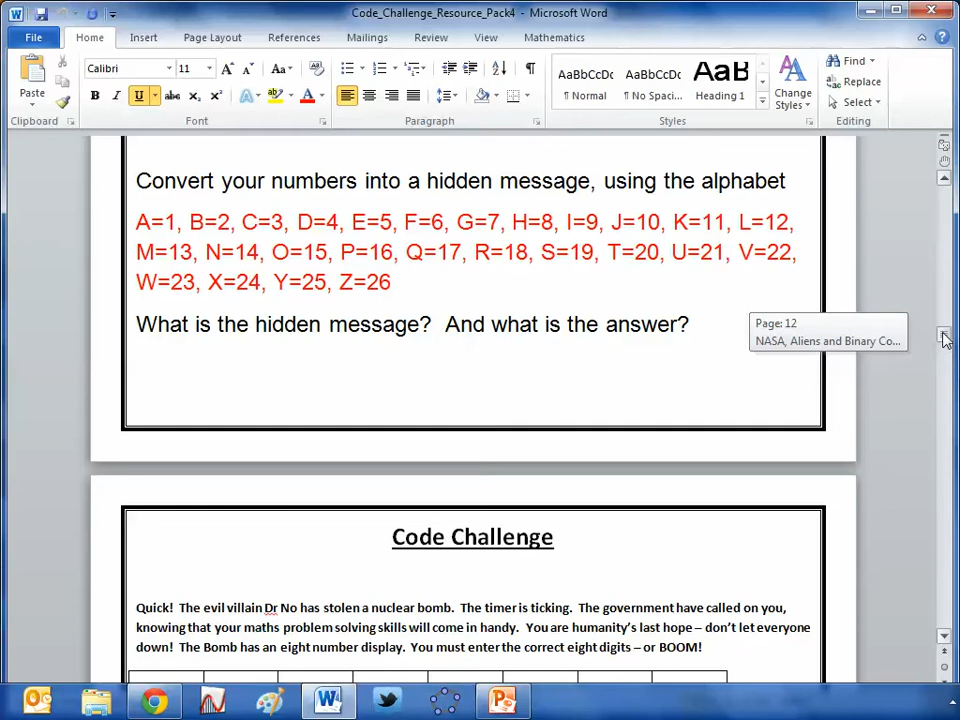 Code_Challenge_Resource_Pack4 - Microsoft Word
File Home Insert Page Layout References Mailings Review View Mathematics
Paste
Calibri 11
Aa
AaBbCcDc AaBbCcDc AaB
¶ Normal ¶ No Spaci... Heading 1
Change Styles
Find
Replace
Select
Clipboard Font Paragraph Styles Editing
Convert your numbers into a hidden message, using the alphabet
A=1, B=2, C=3, D=4, E=5, F=6, G=7, H=8, I=9, J=10, K=11, L=12,
M=13, N=14, O=15, P=16, Q=17, R=18, S=19, T=20, U=21, V=22,
W=23, X=24, Y=25, Z=26
What is the hidden message? And what is the answer?
Page: 12
NASA, Aliens and Binary Co...
Code Challenge
Quick! The evil villain Dr No has stolen a nuclear bomb. The timer is ticking. The government have called on you,
knowing that your maths problem solving skills will come in handy. You are humanity's last hope – don't let everyone
down! The Bomb has an eight number display. You must enter the correct eight digits – or BOOM!